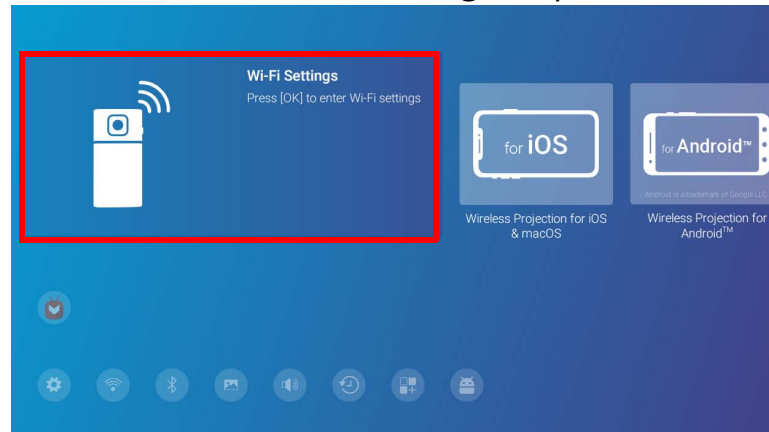 Wi-Fi Settings
Press [OK] to enter Wi-Fi settings
for iOS
for Android™
Android is a trademark of Google LLC.
Wireless Projection for iOS
& macOS
Wireless Projection for
Android™